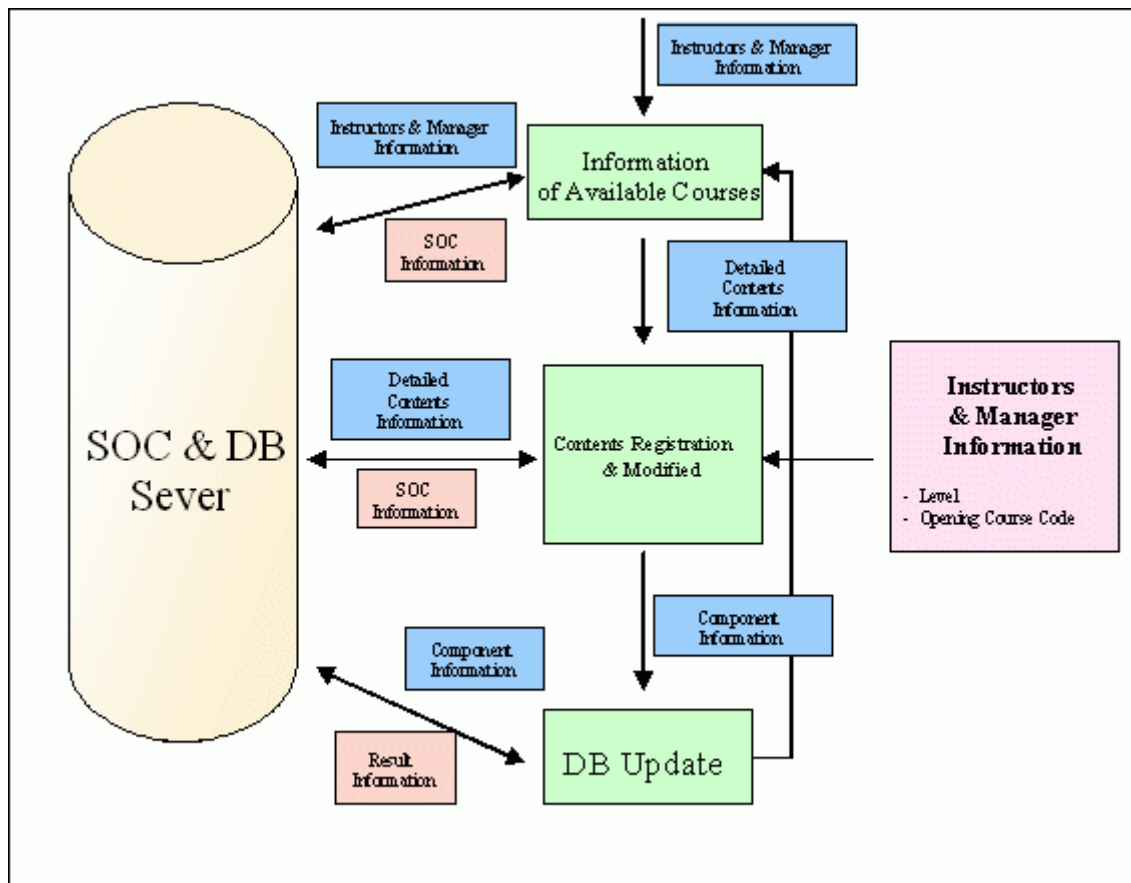 Instructors & Manager
Information
Instructors & Manager
Information
Information
of Available Courses
SOC
Information
Detailed
Contents
Information
Detailed
Contents
Information
SOC & DB
Sever
SOC
Information
Contents Registration
& Modified
Instructors
& Manager
Information
- Level
- Opening Course Code
Component
Information
Component
Information
Result
Information
DB Update